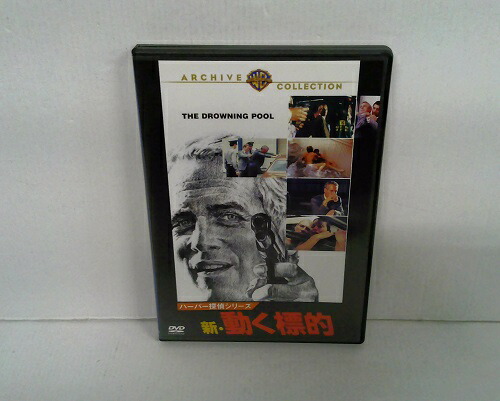 ARCHIVE WB COLLECTION
THE DROWNING POOL
ハーパー探偵シリーズ
新・動く標的
DVD